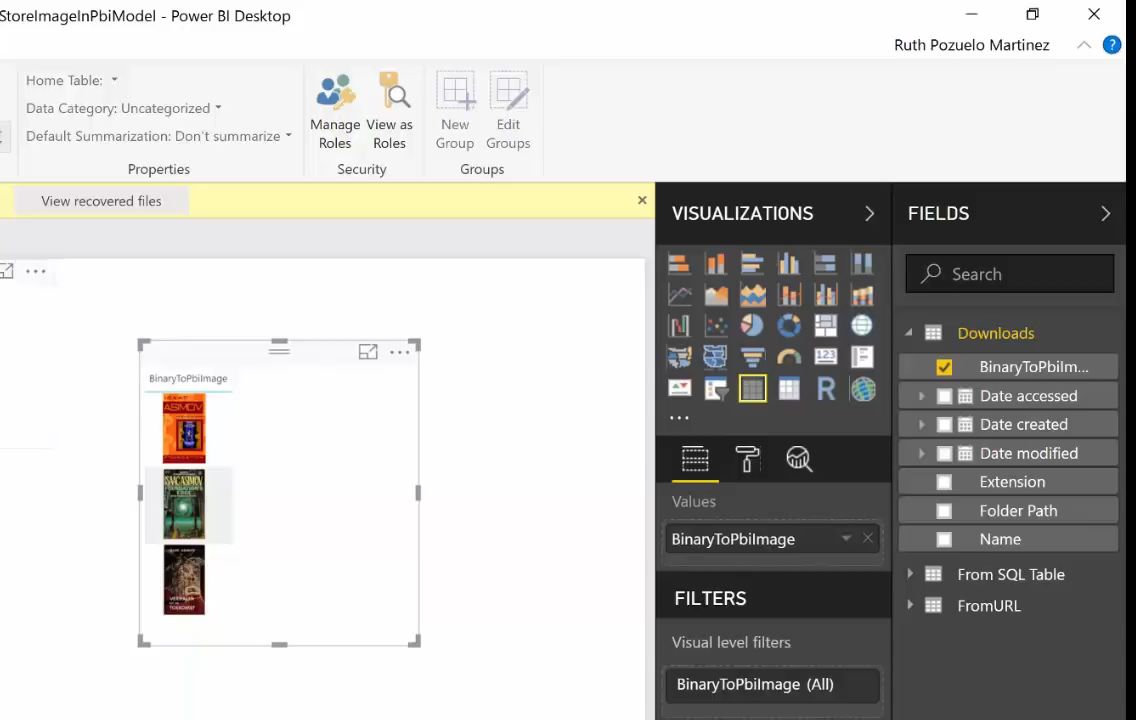 StoreImageInPbiModel - Power BI Desktop
Ruth Pozuelo Martinez
?
Home Table:
Data Category: Uncategorized
Default Summarization: Don't summarize
Properties
Manage Roles
View as Roles
Security
New Group
Edit Groups
Groups
View recovered files
BinaryToPbiImage
ASIMOV
ISAAC ASIMOV
VISUALIZATIONS
123
R
Values
BinaryToPbiImage
FILTERS
Visual level filters
BinaryToPbiImage (All)
FIELDS
Search
Downloads
BinaryToPbiIm...
Date accessed
Date created
Date modified
Extension
Folder Path
Name
From SQL Table
FromURL